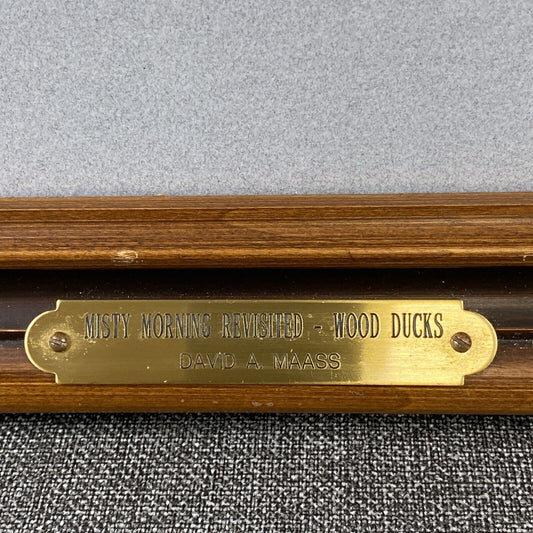 MISTY MORNING REVISITED - WOOD DUCKS
DAVID A. MAASS